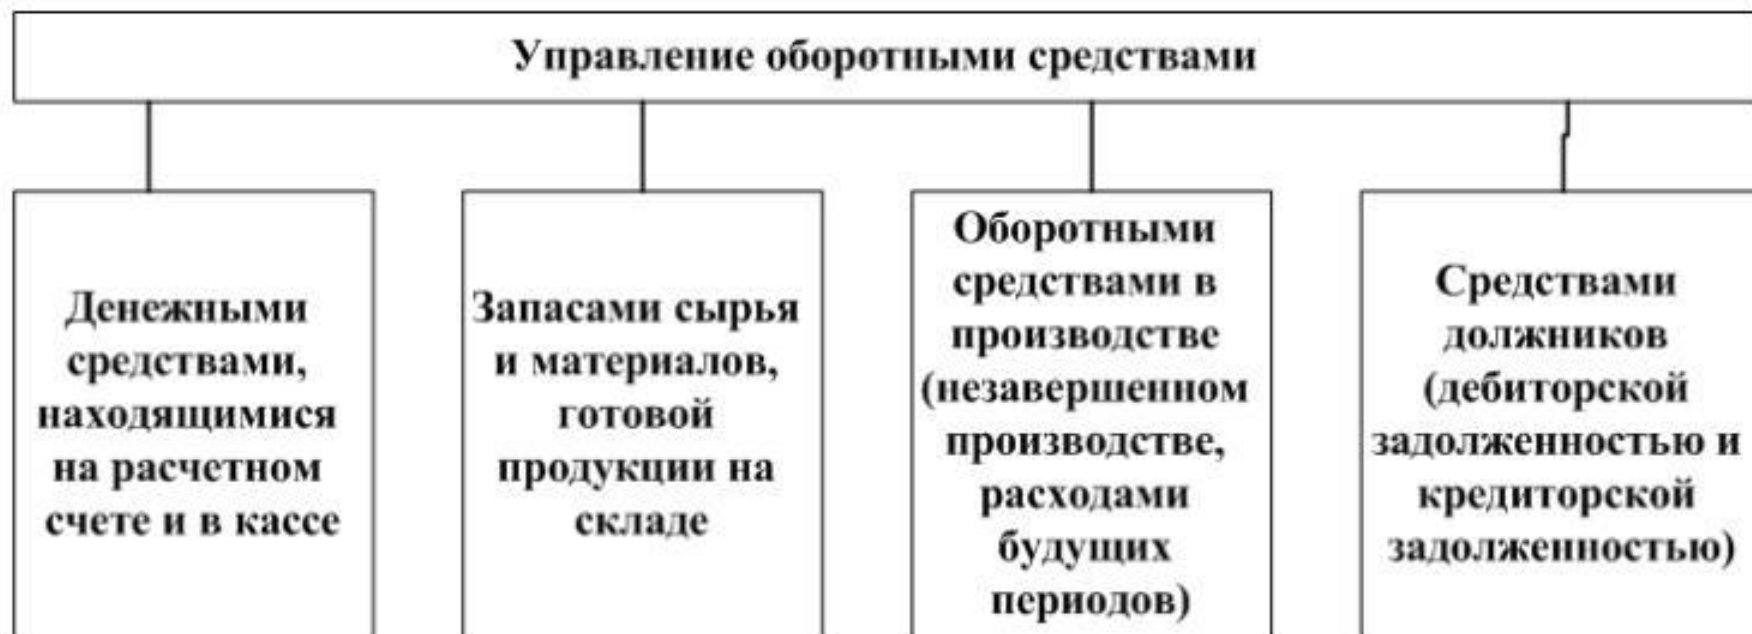 Управление оборотными средствами
Денежными
средствами,
находящимися
на расчетном
счете и в кассе
Запасами сырья
и материалов,
готовой
продукции на
складе
Оборотными
средствами в
производстве
(незавершенном
производстве,
расходами
будущих
периодов)
Средствами
должников
(дебиторской
задолженностью и
кредиторской
задолженностью)